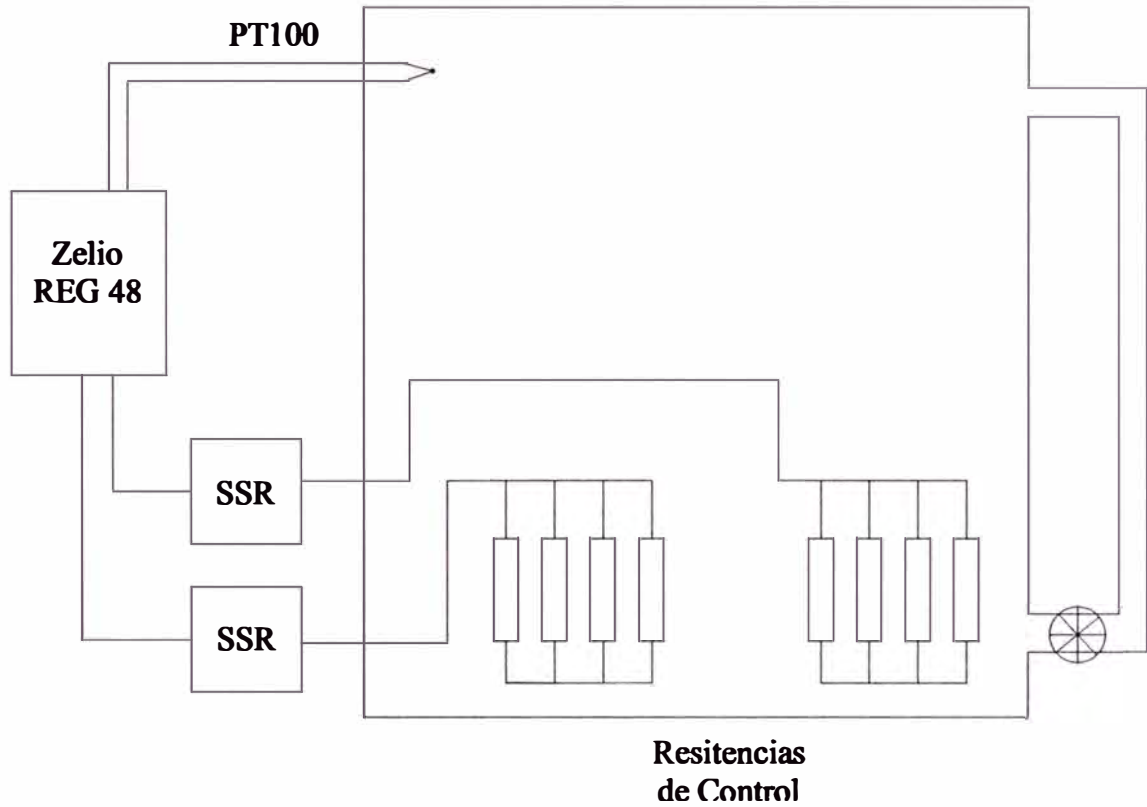 PT100
Zelio
REG 48
SSR
SSR
Resitencias
de Control